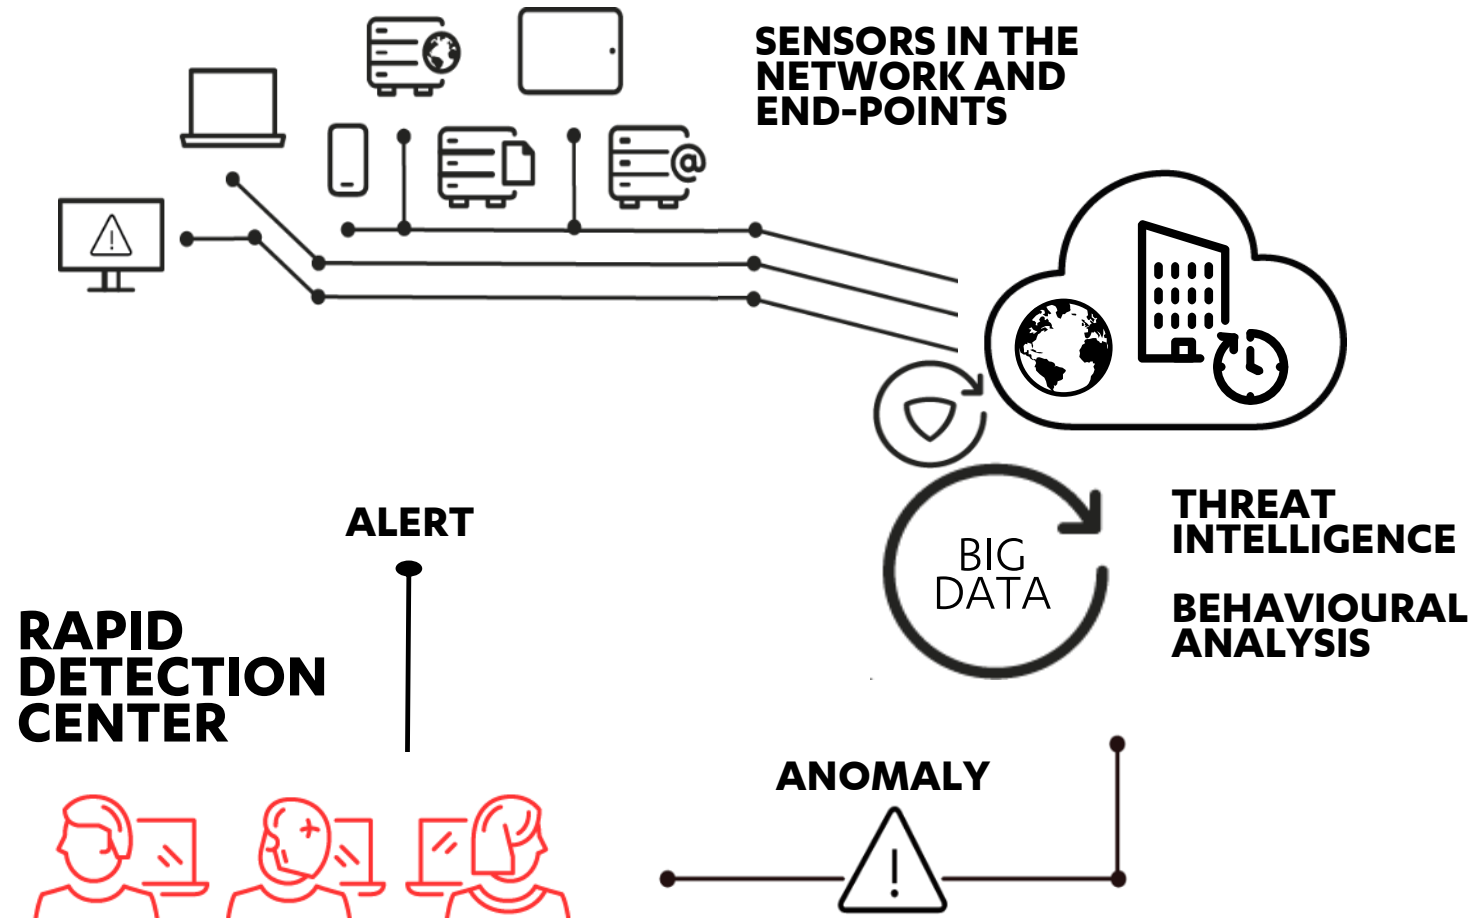 SENSORS IN THE
NETWORK AND
END-POINTS
@
BIG
DATA
THREAT
INTELLIGENCE
BEHAVIOURAL
ANALYSIS
ALERT
RAPID
DETECTION
CENTER
ANOMALY